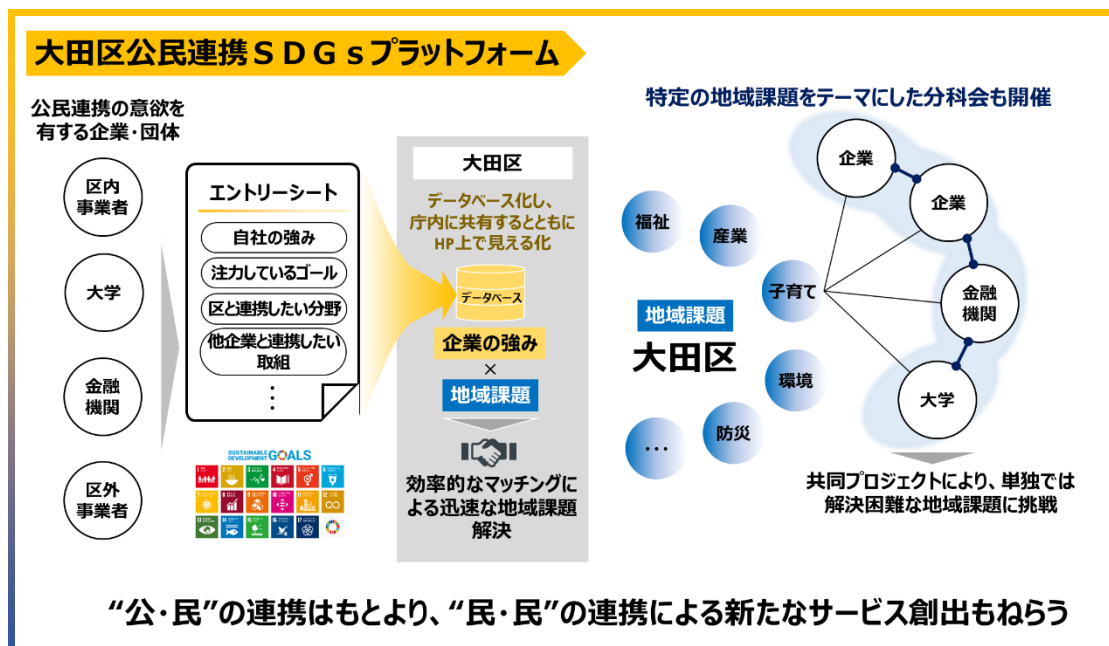 大田区公民連携ＳＤＧｓプラットフォーム
公民連携の意欲を
有する企業・団体
区内
事業者
大学
金融
機関
区外
事業者
エントリーシート
自社の強み
注力しているゴール
区と連携したい分野
他企業と連携したい
取組
⋮
SUSTAINABLE
DEVELOPMENT GOALS
大田区
データベース化し、
庁内に共有するとともに
HP上で見える化
データベース
企業の強み
×
地域課題
効率的なマッチングに
よる迅速な地域課題
解決
特定の地域課題をテーマにした分科会も開催
福祉
産業
子育て
環境
防災
…
地域課題
大田区
企業
企業
金融
機関
大学
共同プロジェクトにより、単独では
解決困難な地域課題に挑戦
“公・民”の連携はもとより、“民・民”の連携による新たなサービス創出もねらう